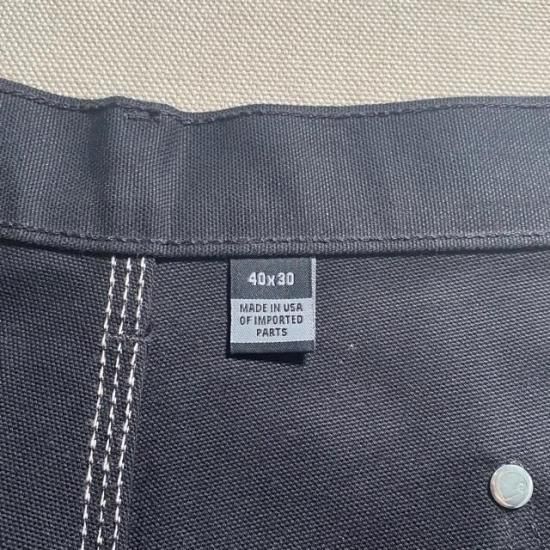 40x30
MADE IN USA
OF IMPORTED
PARTS